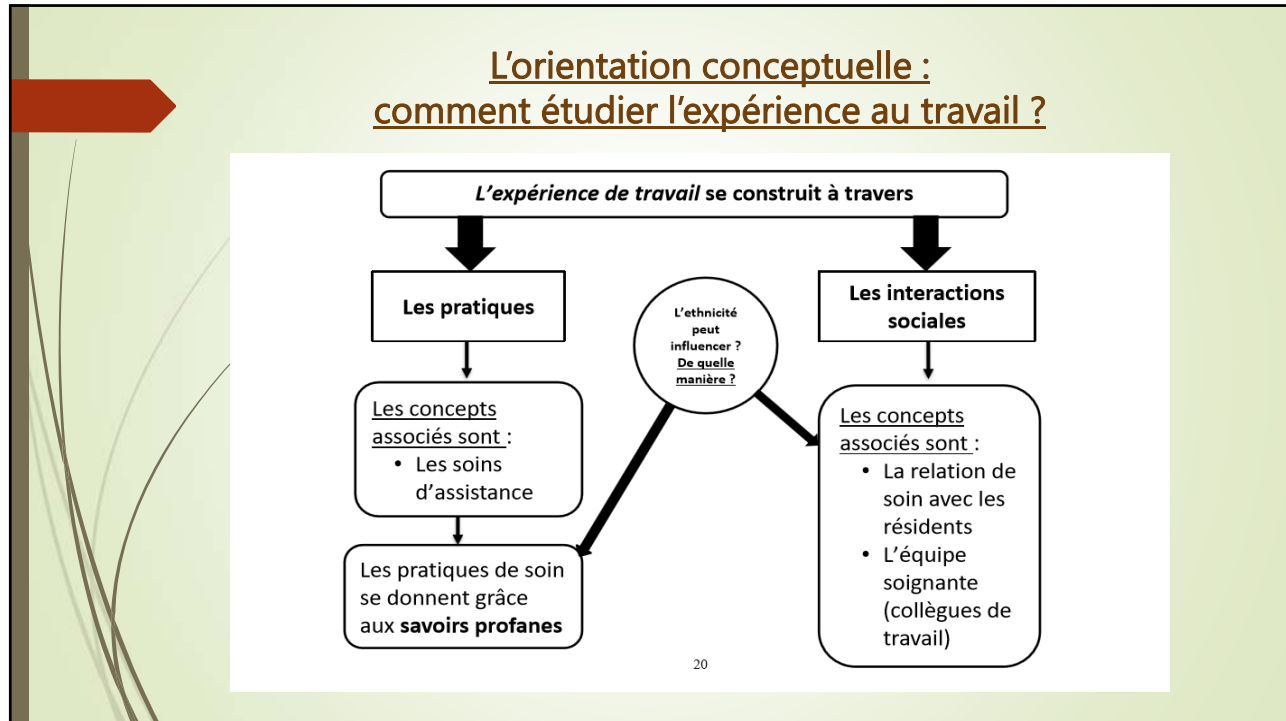 L'orientation conceptuelle :
comment étudier l'expérience au travail ?
L'expérience de travail se construit à travers
Les pratiques
Les interactions
sociales
L'ethnicité
peut
influencer ?
De quelle
manière ?
Les concepts
associés sont :
• Les soins
d'assistance
Les pratiques de soin
se donnent grâce
aux savoirs profanes
Les concepts
associés sont :
• La relation de
soin avec les
résidents
• L'équipe
soignante
(collègues de
travail)
20